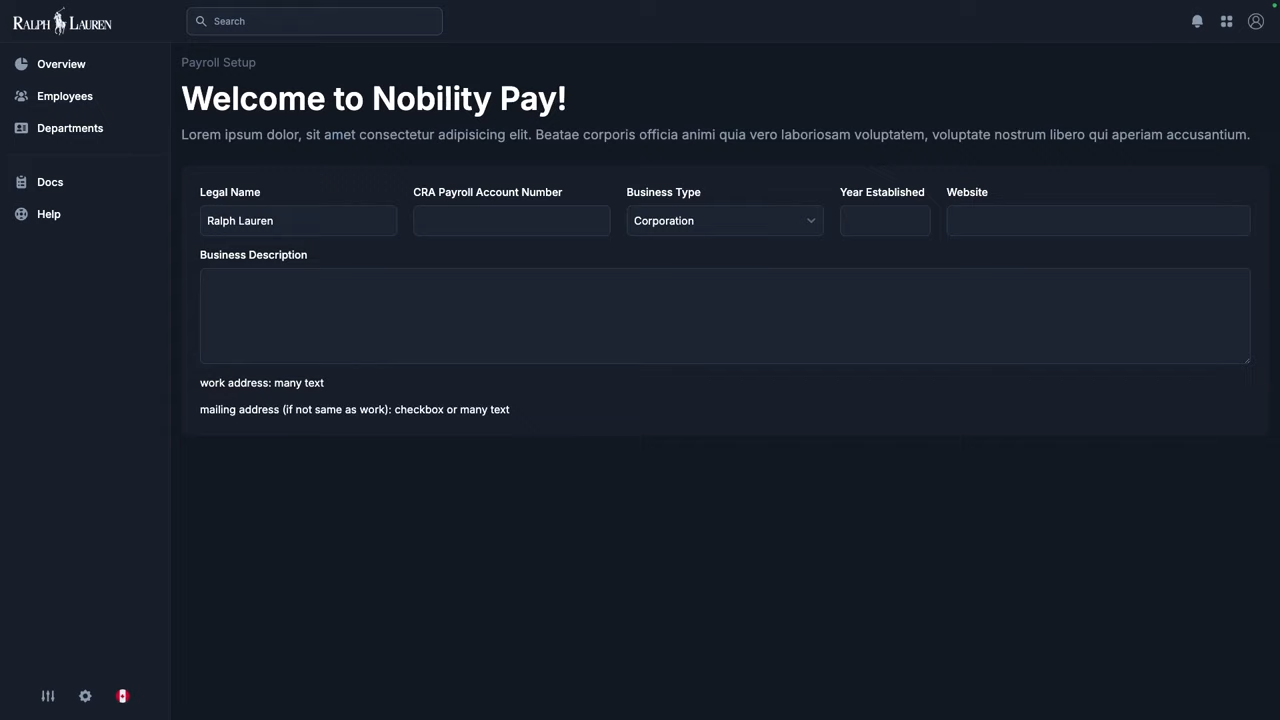 RALPH LAUREN
Search
Overview
Employees
Departments
Docs
Help
Payroll Setup
Welcome to Nobility Pay!
Lorem ipsum dolor, sit amet consectetur adipisicing elit. Beatae corporis officia animi quia vero laboriosam voluptatem, voluptate nostrum libero qui aperiam accusantium.
Legal Name
CRA Payroll Account Number
Business Type
Year Established
Website
Ralph Lauren
Corporation
Business Description
work address: many text
mailing address (if not same as work): checkbox or many text